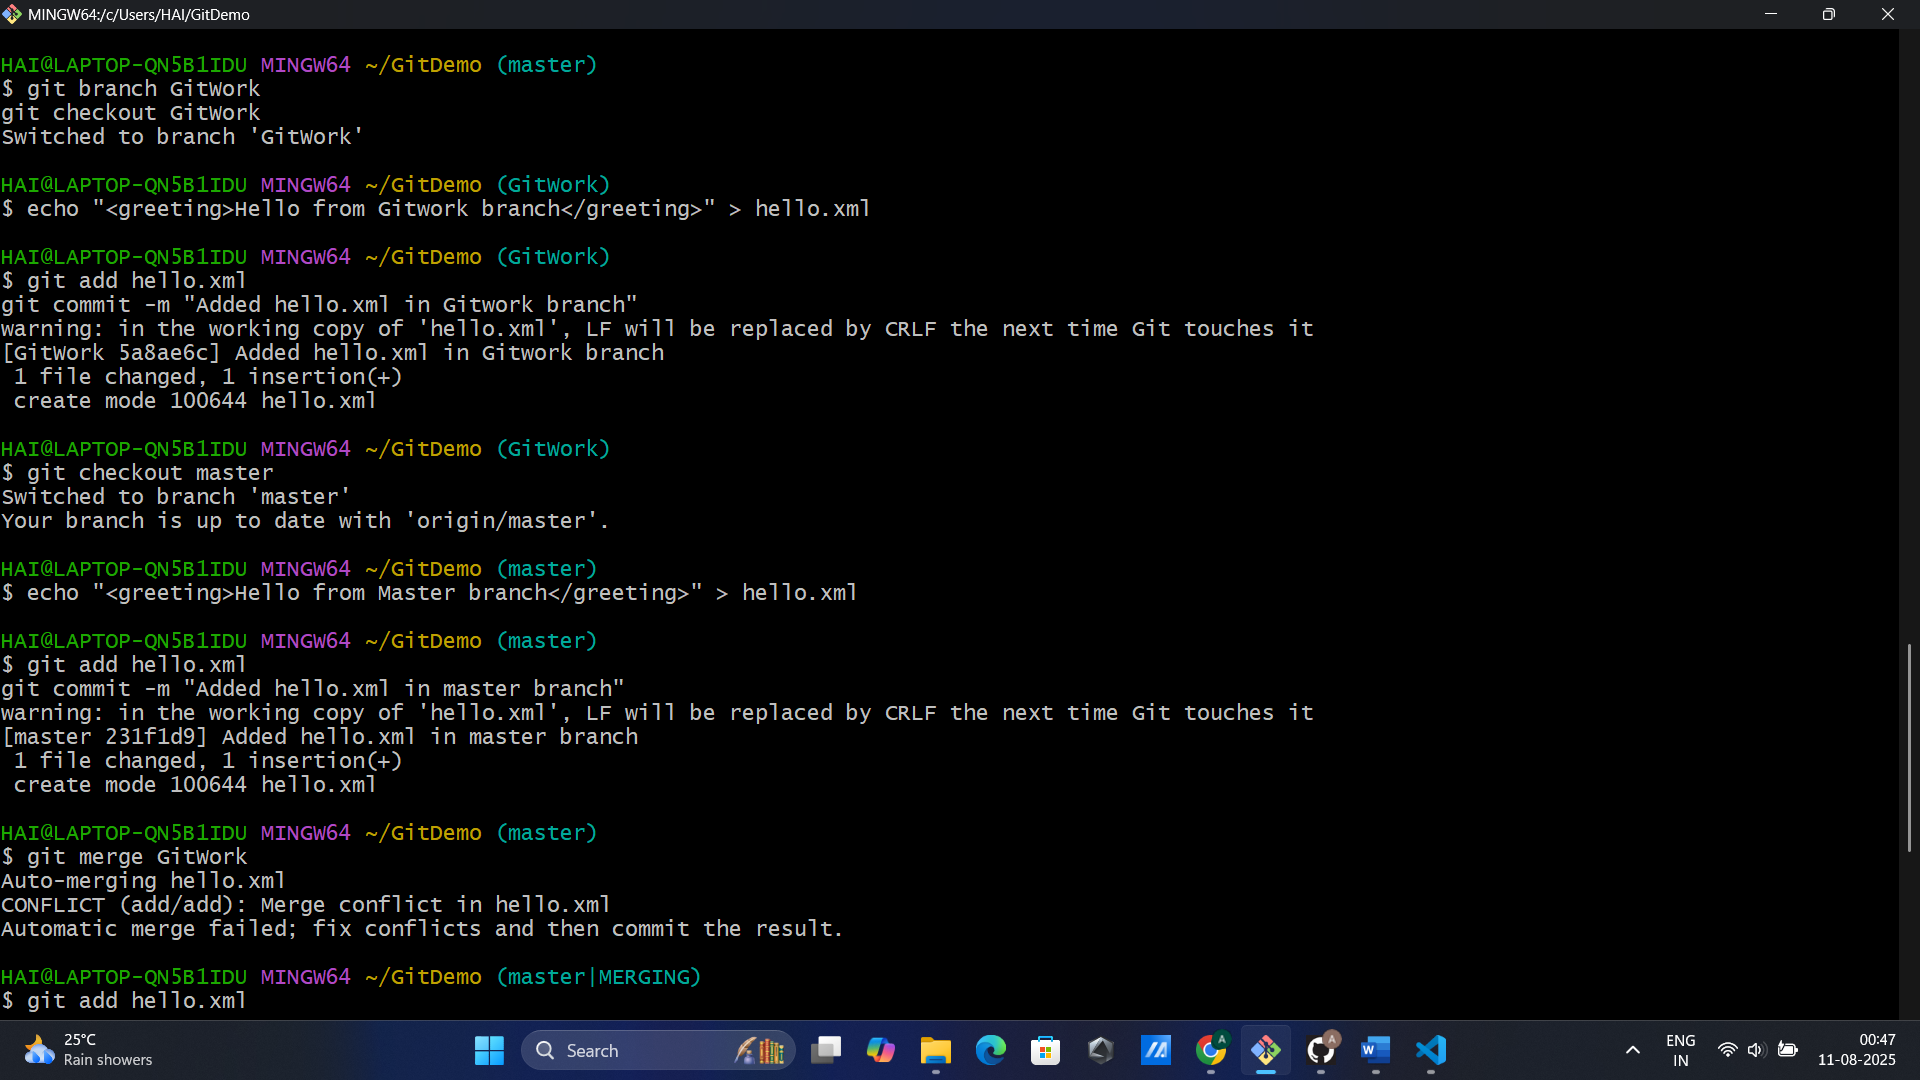 MINGW64:/c/Users/HAI/GitDemo
HAI@LAPTOP-QN5B1IDU MINGW64 ~/GitDemo (master)
$ git branch GitWork
git checkout GitWork
Switched to branch 'GitWork'
HAI@LAPTOP-QN5B1IDU MINGW64 ~/GitDemo (GitWork)
$ echo "<greeting>Hello from Gitwork branch</greeting>" > hello.xml
HAI@LAPTOP-QN5B1IDU MINGW64 ~/GitDemo (GitWork)
$ git add hello.xml
git commit -m "Added hello.xml in Gitwork branch"
warning: in the working copy of 'hello.xml', LF will be replaced by CRLF the next time Git touches it
[GitWork 5a8ae6c] Added hello.xml in Gitwork branch
 1 file changed, 1 insertion(+)
 create mode 100644 hello.xml
HAI@LAPTOP-QN5B1IDU MINGW64 ~/GitDemo (GitWork)
$ git checkout master
Switched to branch 'master'
Your branch is up to date with 'origin/master'.
HAI@LAPTOP-QN5B1IDU MINGW64 ~/GitDemo (master)
$ echo "<greeting>Hello from Master branch</greeting>" > hello.xml
HAI@LAPTOP-QN5B1IDU MINGW64 ~/GitDemo (master)
$ git add hello.xml
git commit -m "Added hello.xml in master branch"
warning: in the working copy of 'hello.xml', LF will be replaced by CRLF the next time Git touches it
[master 231f1d9] Added hello.xml in master branch
 1 file changed, 1 insertion(+)
 create mode 100644 hello.xml
HAI@LAPTOP-QN5B1IDU MINGW64 ~/GitDemo (master)
$ git merge GitWork
Auto-merging hello.xml
CONFLICT (add/add): Merge conflict in hello.xml
Automatic merge failed; fix conflicts and then commit the result.
HAI@LAPTOP-QN5B1IDU MINGW64 ~/GitDemo (master|MERGING)
$ git add hello.xml
25°C
Rain showers
Search
A
A
W
ENG
IN
00:47
11-08-2025